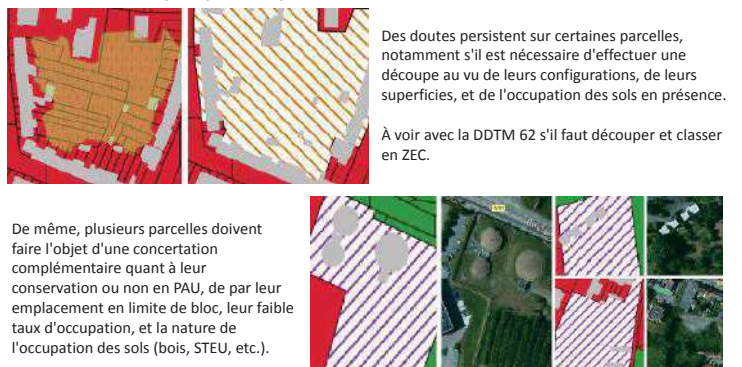 Des doutes persistent sur certaines parcelles,
notamment s'il est nécessaire d'effectuer une
découpe au vu de leurs configurations, de leurs
superficies, et de l'occupation des sols en présence.
À voir avec la DDTM 62 s'il faut découper et classer
en ZEC.
De même, plusieurs parcelles doivent
faire l'objet d'une concertation
complémentaire quant à leur
conservation ou non en PAU, de par leur
emplacement en limite de bloc, leur faible
taux d'occupation, et la nature de
l'occupation des sols (bois, STEU, etc.).